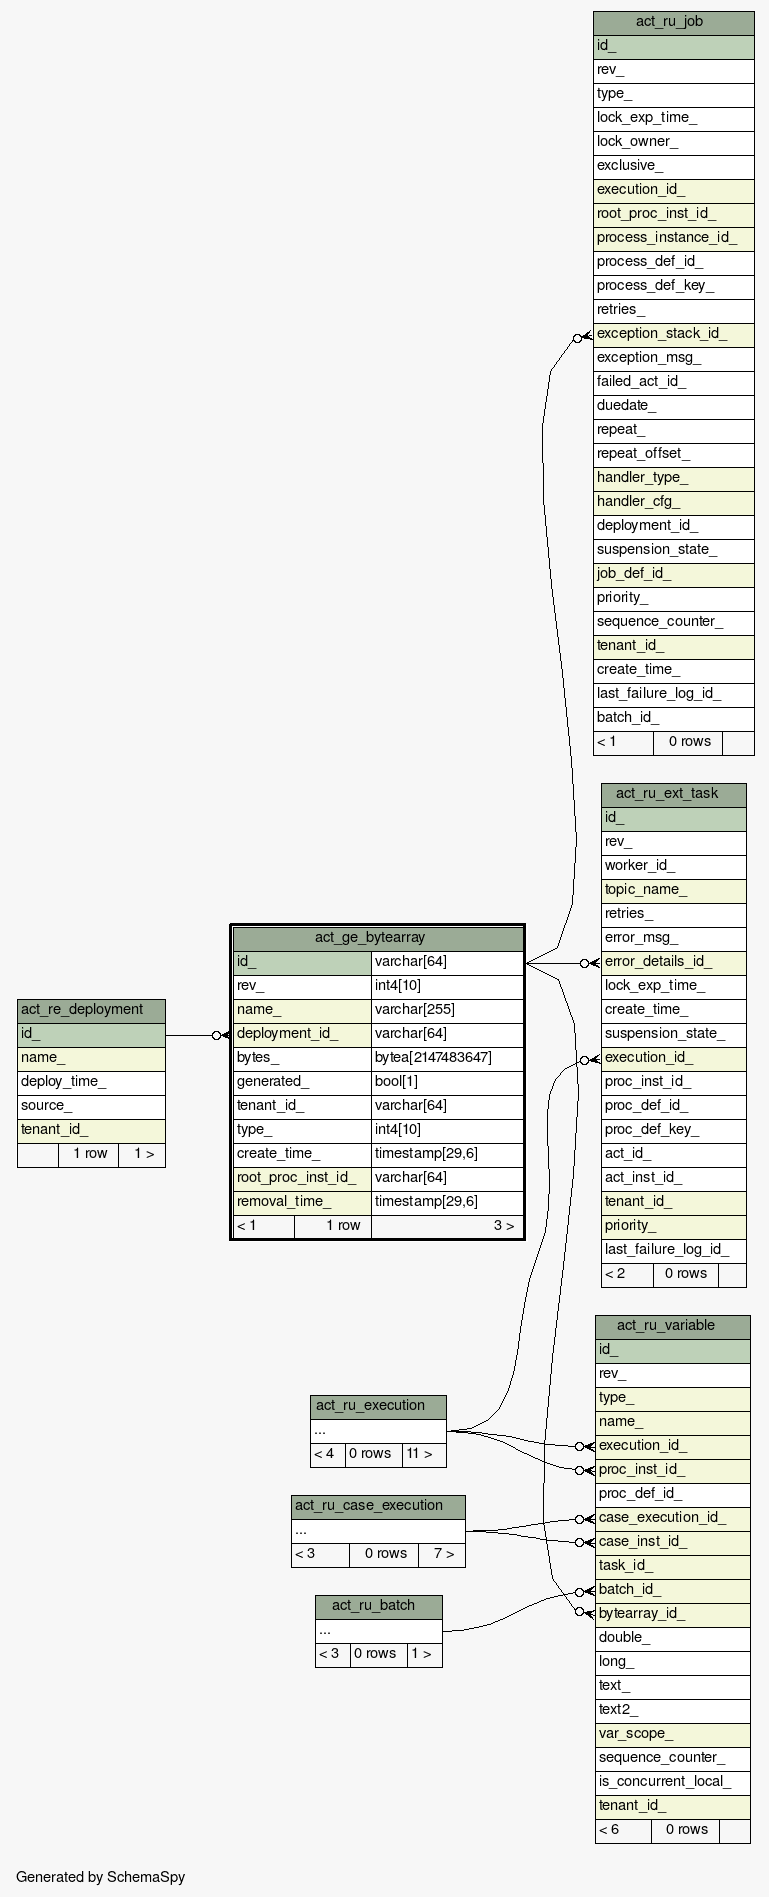 act_ru_job
id_
rev_
type_
lock_exp_time_
lock_owner_
exclusive_
execution_id_
root_proc_inst_id_
process_instance_id_
process_def_id_
process_def_key_
retries_
exception_stack_id_
exception_msg_
failed_act_id_
duedate_
repeat_
repeat_offset_
handler_type_
handler_cfg_
deployment_id_
suspension_state_
job_def_id_
priority_
sequence_counter_
tenant_id_
create_time_
last_failure_log_id_
batch_id_
< 1 0 rows
act_ru_ext_task
id_
rev_
worker_id_
topic_name_
retries_
error_msg_
error_details_id_
lock_exp_time_
create_time_
suspension_state_
execution_id_
proc_inst_id_
proc_def_id_
proc_def_key_
act_id_
act_inst_id_
tenant_id_
priority_
last_failure_log_id_
< 2 0 rows
act_ge_bytearray
id_ varchar[64]
rev_ int4[10]
name_ varchar[255]
deployment_id_ varchar[64]
bytes_ bytea[2147483647]
generated_ bool[1]
tenant_id_ varchar[64]
type_ int4[10]
create_time_ timestamp[29,6]
root_proc_inst_id_ varchar[64]
removal_time_ timestamp[29,6]
< 1 1 row 3 >
act_re_deployment
id_
name_
deploy_time_
source_
tenant_id_
1 row 1 >
act_ru_variable
id_
rev_
type_
name_
execution_id_
proc_inst_id_
proc_def_id_
case_execution_id_
case_inst_id_
task_id_
batch_id_
bytearray_id_
double_
long_
text_
text2_
var_scope_
sequence_counter_
is_concurrent_local_
tenant_id_
< 6 0 rows
act_ru_execution
...
< 4 0 rows 11 >
act_ru_case_execution
...
< 3 0 rows 7 >
act_ru_batch
...
< 3 0 rows 1 >
Generated by SchemaSpy